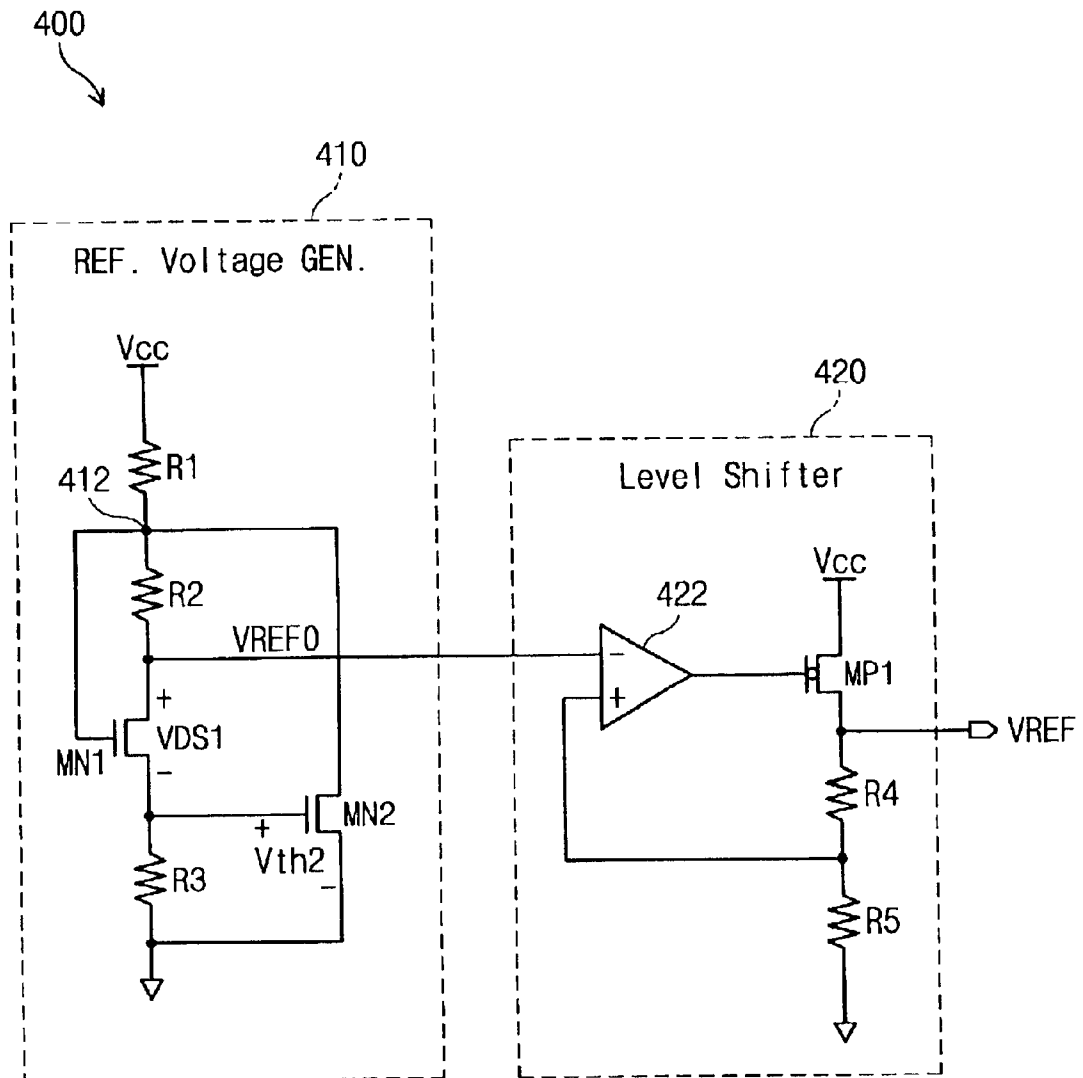 400
410
REF. Voltage GEN.
Vcc
R1
412
R2
VREF0
+
VDS1
MN1
-
+
Vth2
-
MN2
R3
420
Level Shifter
Vcc
422
-
+
MP1
VREF
R4
R5